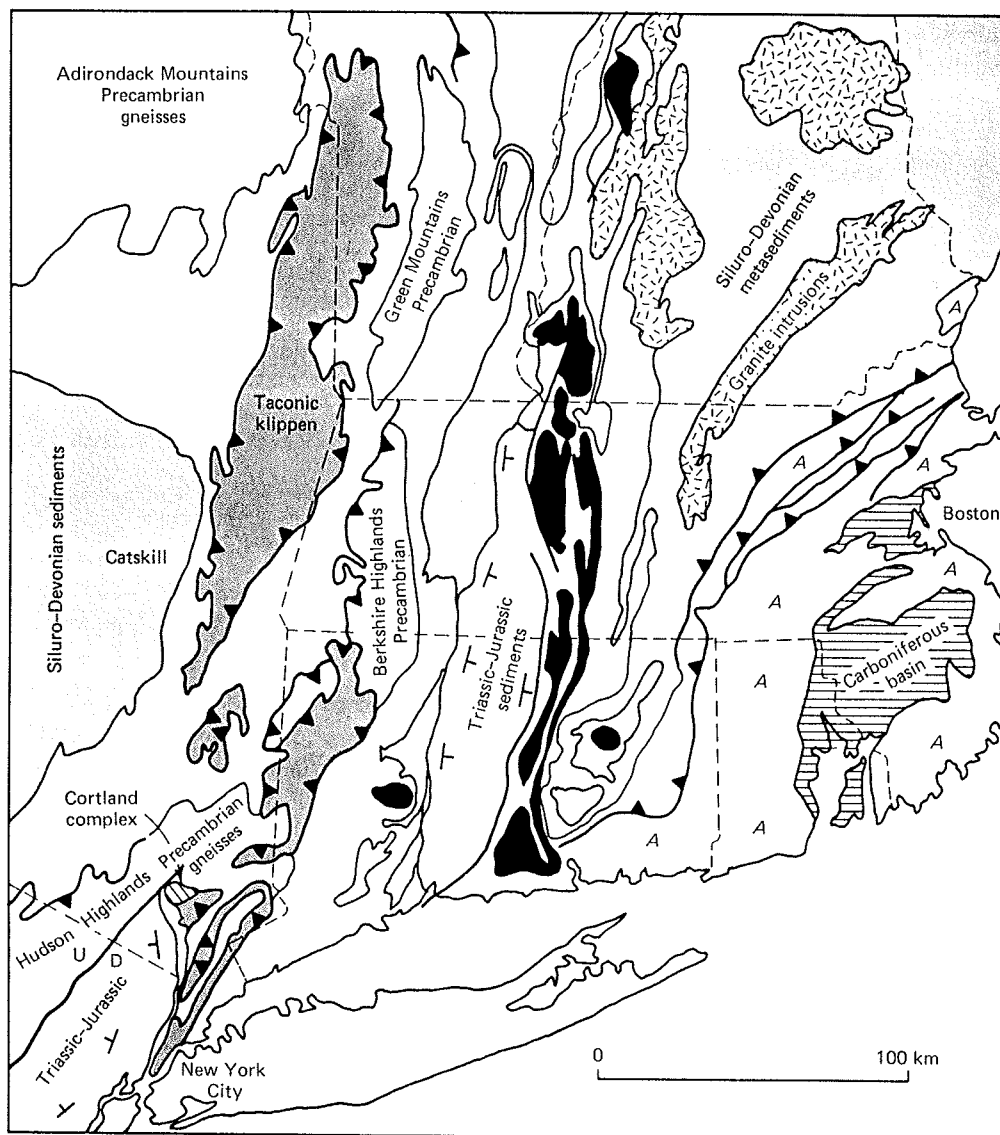 Adirondack Mountains
Precambrian
gneisses
Green Mountains
Precambrian
Siluro-Devonian
metasediments
Granite intrusions
A
Taconic
klippen
Siluro-Devonian sediments
Catskill
Berkshire Highlands
Precambrian
Triassic-Jurassic
sediments
A
A
Boston
A
A
Carboniferous
basin
A
A
Cortland
complex
A
A
Hudson Highlands Precambrian
gneisses
U
D
Triassic-Jurassic
New York
City
0
100 km